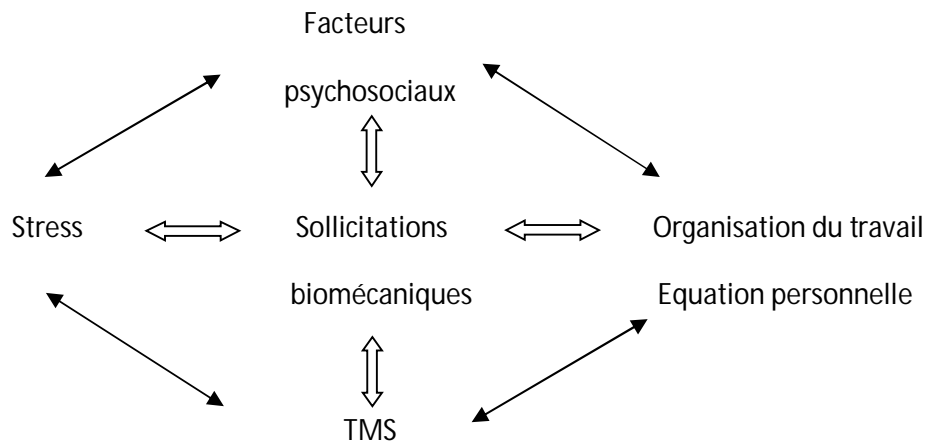 Facteurs
psychosociaux
Stress
Sollicitations
Organisation du travail
biomécaniques
Equation personnelle
TMS